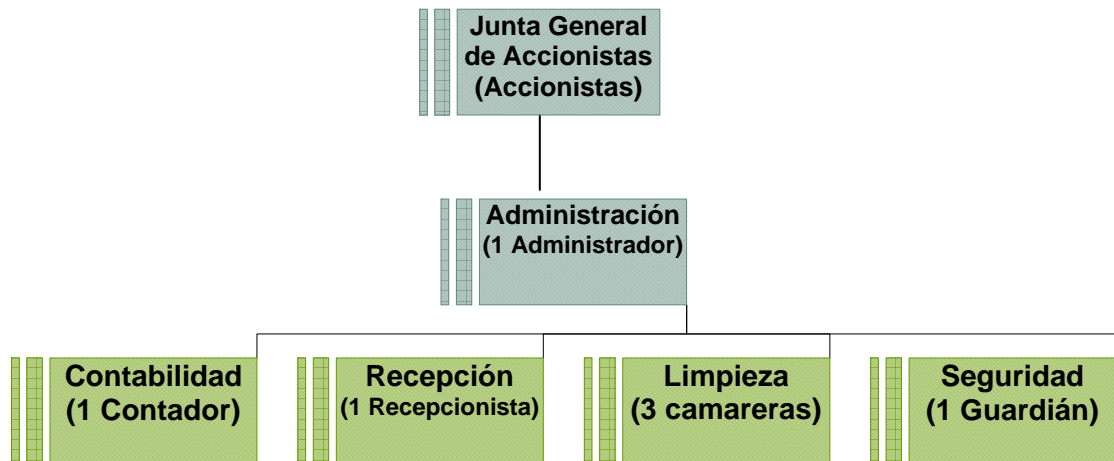 Junta General
de Accionistas
(Accionistas)
Administración
(1 Administrador)
Contabilidad
(1 Contador)
Recepción
(1 Recepcionista)
Limpieza
(3 camareras)
Seguridad
(1 Guardián)